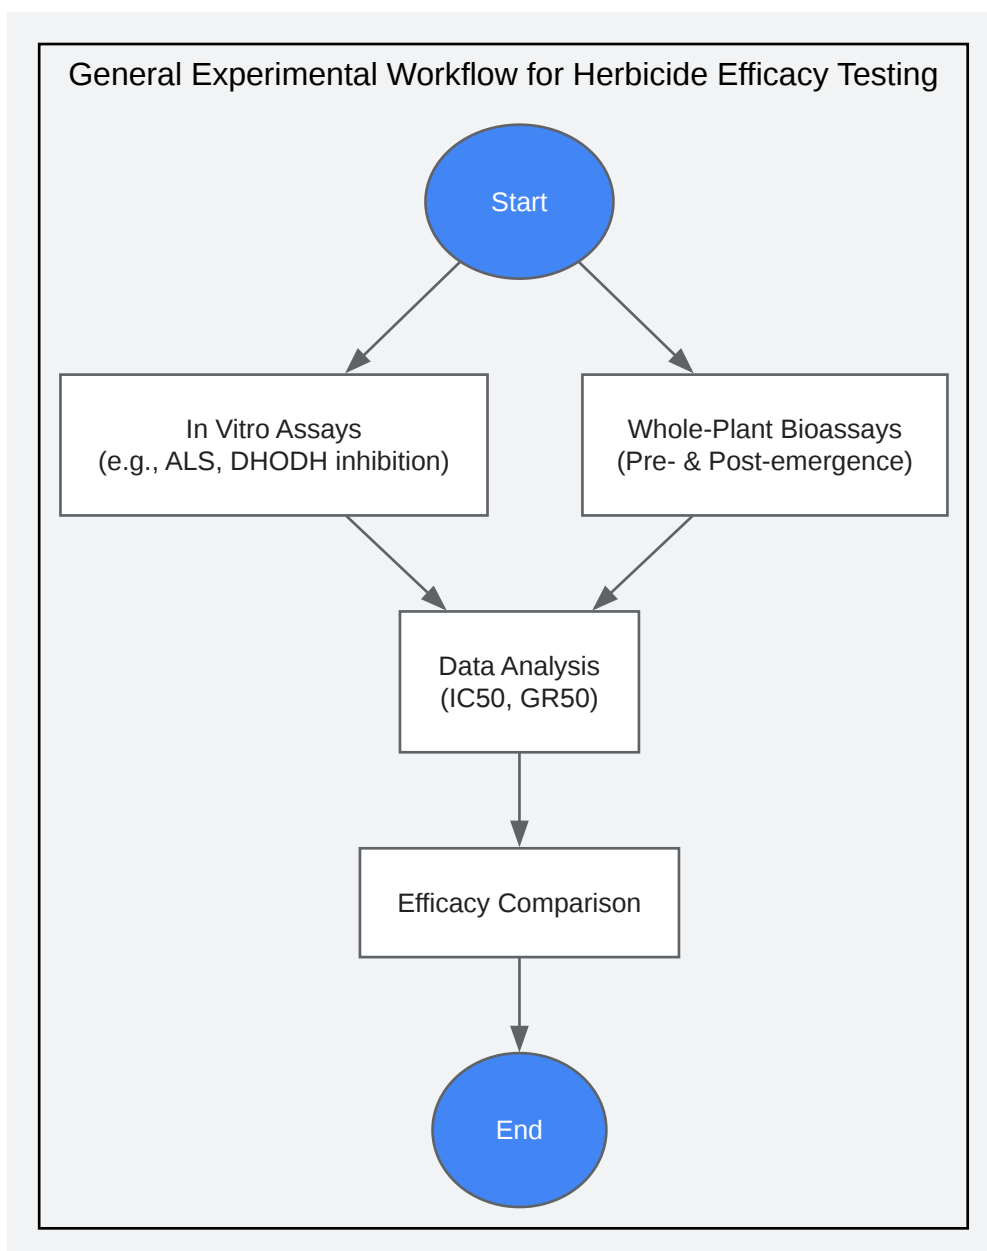 General Experimental Workflow for Herbicide Efficacy Testing
Start
In Vitro Assays
(e.g., ALS, DHODH inhibition)
Whole-Plant Bioassays
(Pre- & Post-emergence)
Data Analysis
(IC50, GR50)
Efficacy Comparison
End